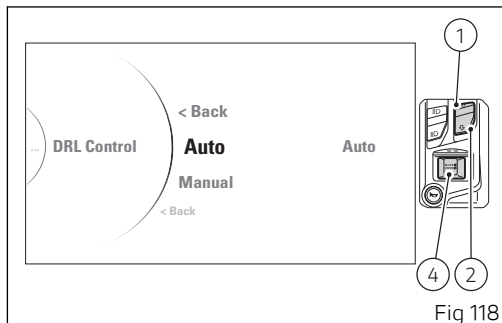 1
< Back
... DRL Control Auto Auto
Manual
< Back
4 2
Fig 118